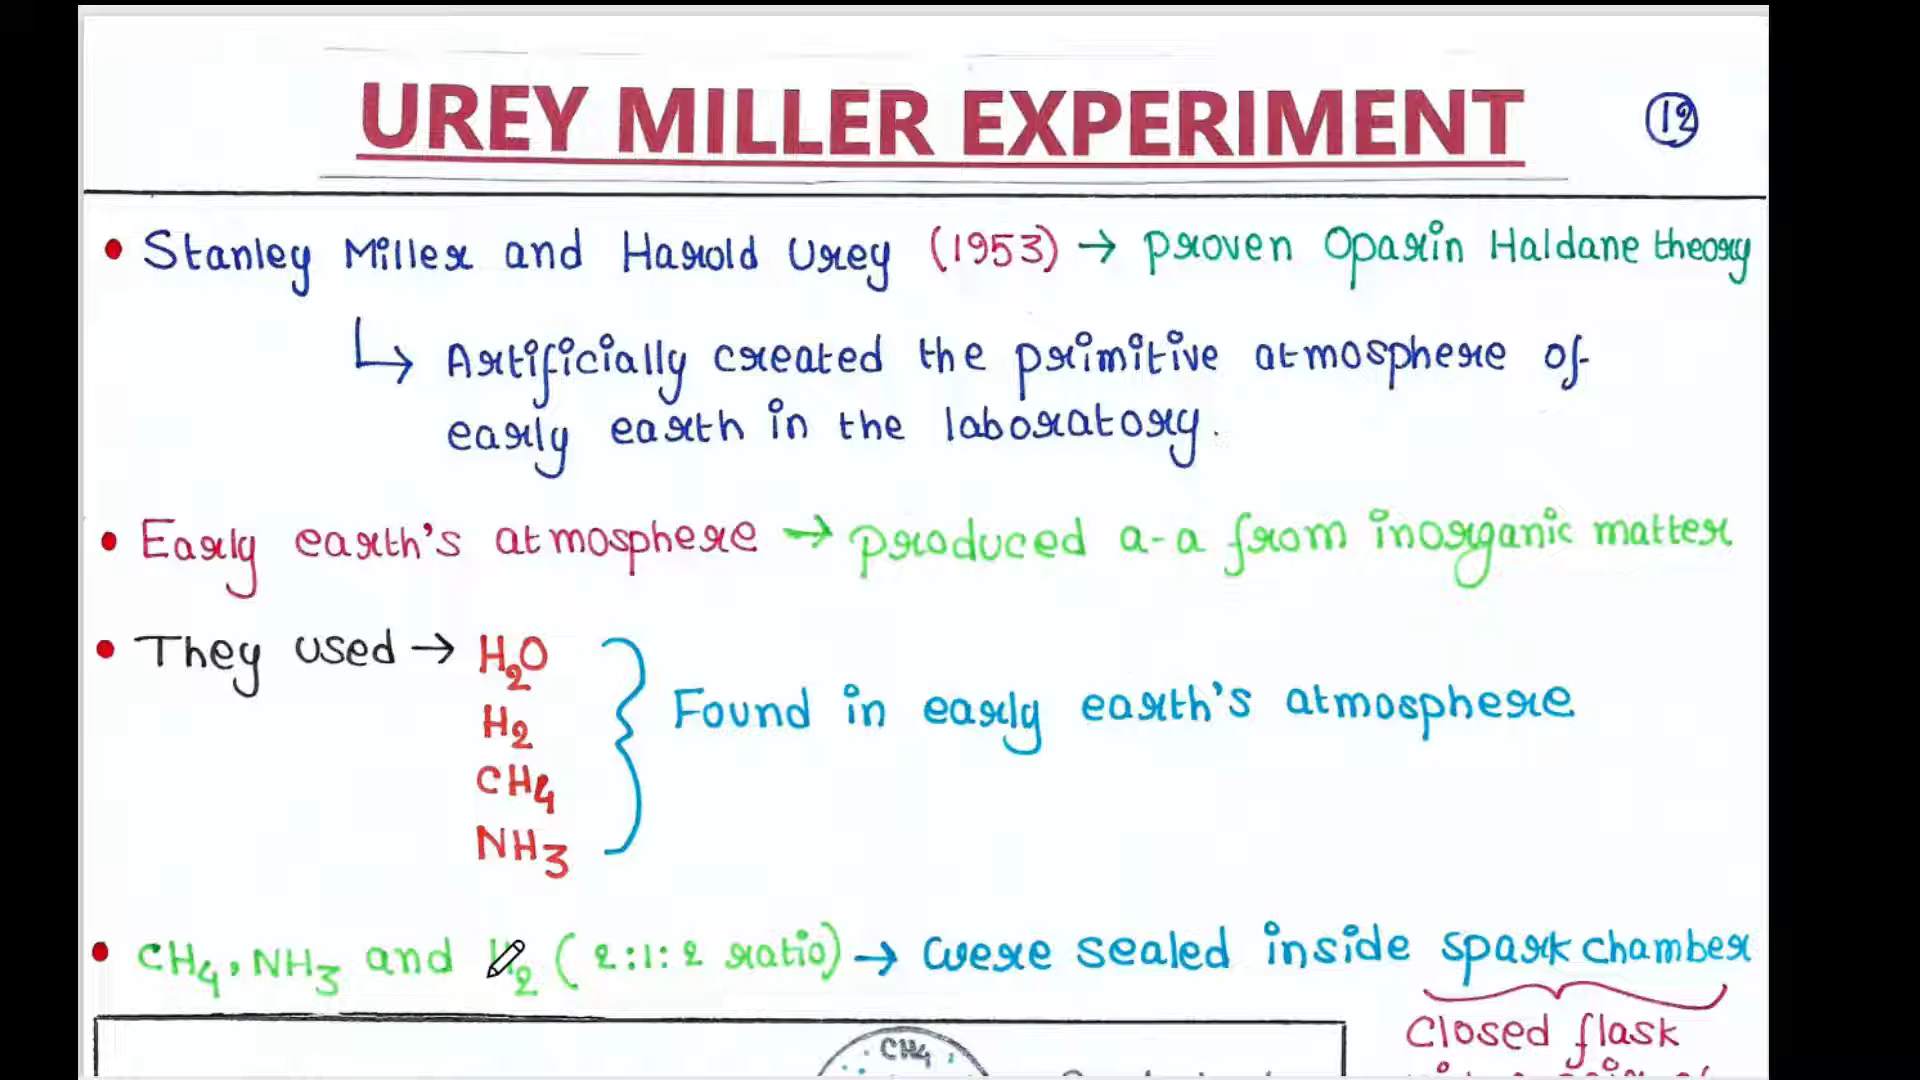 UREY MILLER EXPERIMENT
12
• Stanley Miller and Harold Urey (1953) → proven Oparin Haldane theory
↳ Artificially created the primitive atmosphere of
early earth in the laboratory.
• Early earth's atmosphere → produced a-a from inorganic matter
• They used → H₂O
H₂
CH₄
NH₃
} Found in early earth's atmosphere
• CH₄, NH₃ and H₂ (2:1:2 ratio) → were sealed inside spark chamber
Closed flask
CH₄